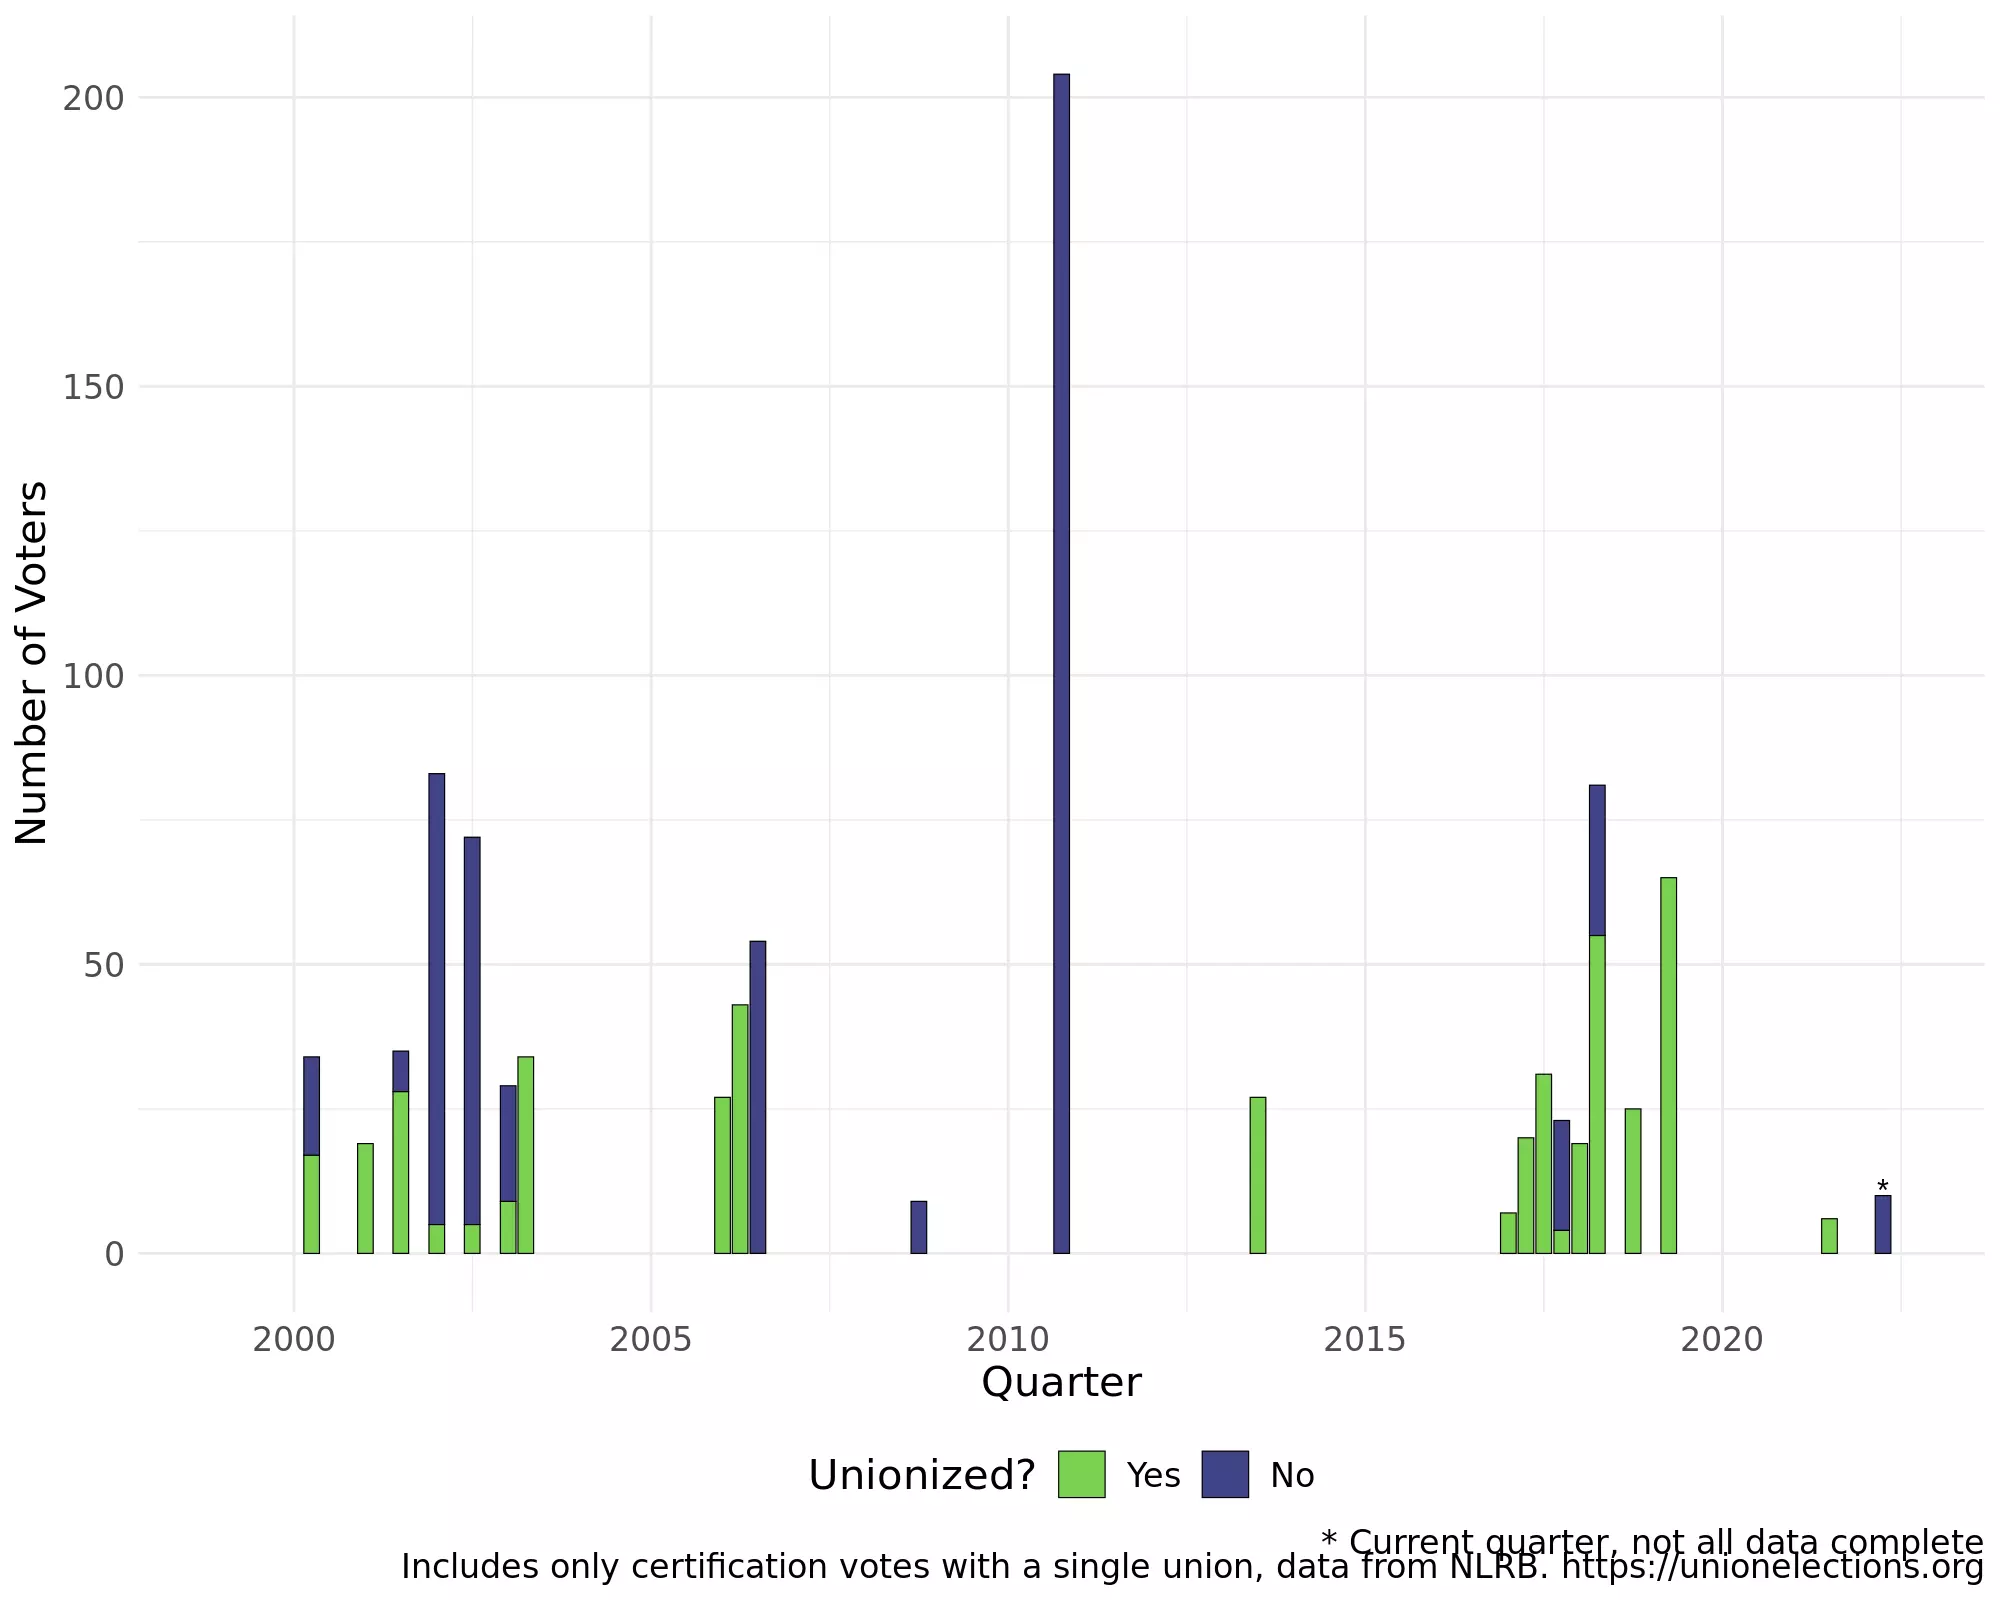 200
150
100
50
0
Number of Voters
*
2000 2005 2010 2015 2020
Quarter
Unionized? Yes No
* Current quarter, not all data complete
Includes only certification votes with a single union, data from NLRB. https://unionelections.org